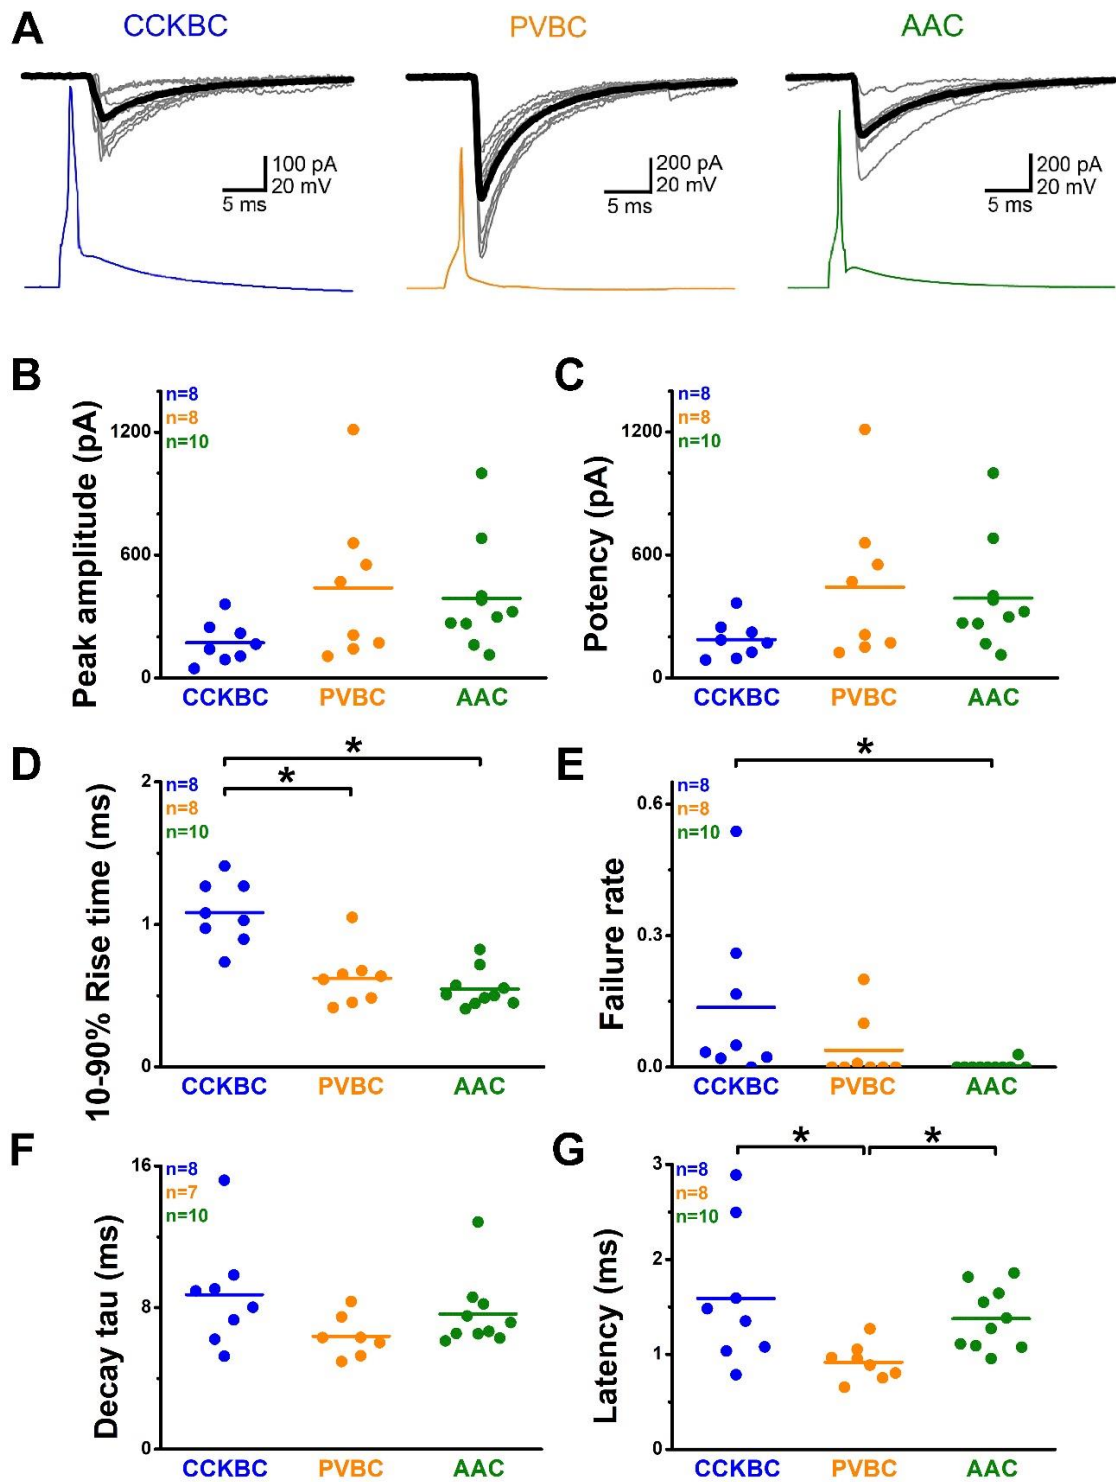 A CCKBC PVBC AAC
100 pA
20 mV
5 ms
200 pA
20 mV
5 ms
200 pA
20 mV
5 ms
B
Peak amplitude (pA)
n=8
n=8
n=10
1200
600
0
CCKBC PVBC AAC
C
Potency (pA)
n=8
n=8
n=10
1200
600
0
CCKBC PVBC AAC
D
10-90% Rise time (ms)
* *
n=8
n=8
n=10
2
1
0
CCKBC PVBC AAC
E
Failure rate
*
n=8
n=8
n=10
0.6
0.3
0.0
CCKBC PVBC AAC
F
Decay tau (ms)
n=8
n=7
n=10
16
8
0
CCKBC PVBC AAC
G
Latency (ms)
* *
n=8
n=8
n=10
3
2
1
0
CCKBC PVBC AAC